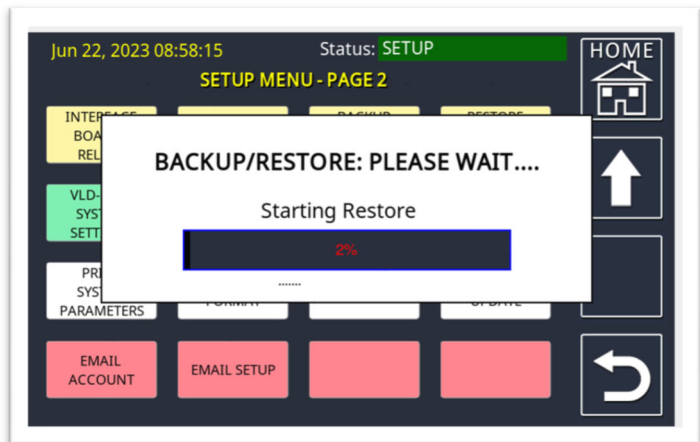 Jun 22, 2023 08:58:15
Status: SETUP
HOME
SETUP MENU - PAGE 2
BACKUP/RESTORE: PLEASE WAIT....
Starting Restore
2%
.......
PARAMETERS
EMAIL
ACCOUNT
EMAIL SETUP